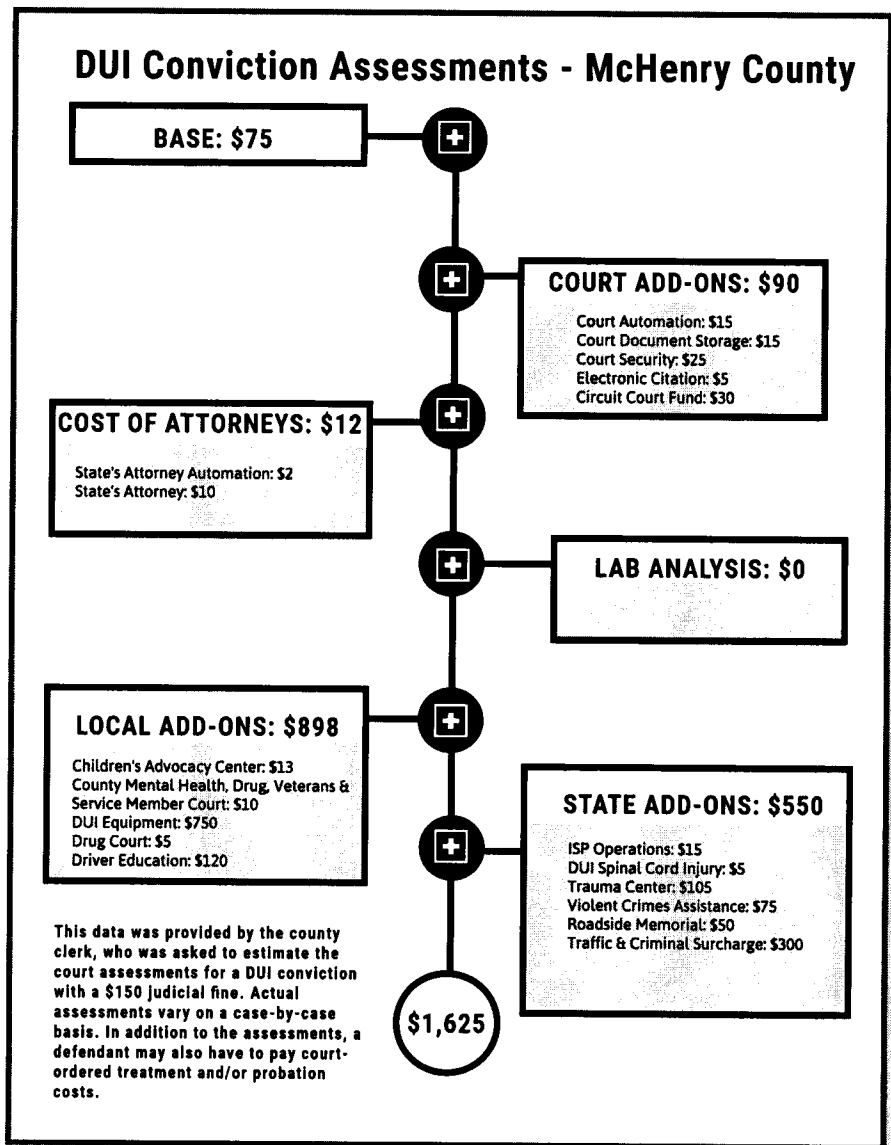 DUI Conviction Assessments - McHenry County
BASE: $75
COURT ADD-ONS: $90
Court Automation: $15
Court Document Storage: $15
Court Security: $25
Electronic Citation: $5
Circuit Court Fund: $30
COST OF ATTORNEYS: $12
State's Attorney Automation: $2
State's Attorney: $10
LAB ANALYSIS: $0
LOCAL ADD-ONS: $898
Children's Advocacy Center: $13
County Mental Health, Drug, Veterans &
Service Member Court: $10
DUI Equipment: $750
Drug Court: $5
Driver Education: $120
STATE ADD-ONS: $550
ISP Operations: $15
DUI Spinal Cord Injury: $5
Trauma Center: $105
Violent Crimes Assistance: $75
Roadside Memorial: $50
Traffic & Criminal Surcharge: $300
This data was provided by the county
clerk, who was asked to estimate the
court assessments for a DUI conviction
with a $150 judicial fine. Actual
assessments vary on a case-by-case
basis. In addition to the assessments, a
defendant may also have to pay court-
ordered treatment and/or probation
costs.
$1,625